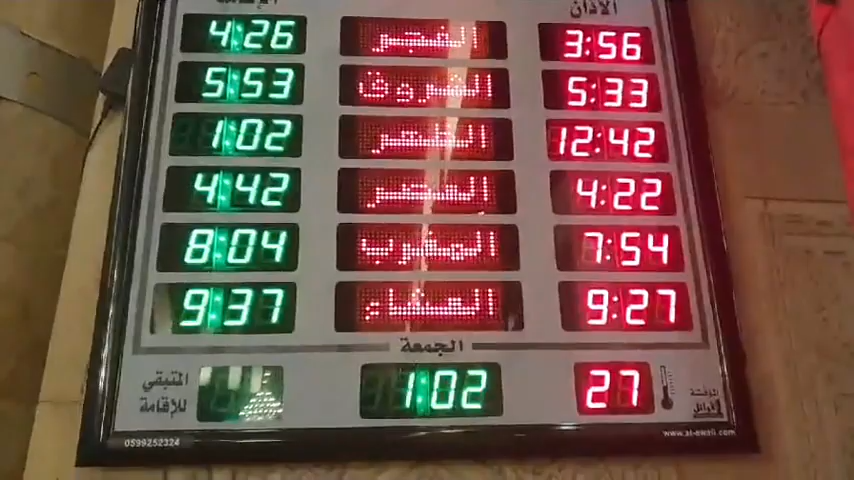 الأذان الإقامة
3:56 الفجر 4:26
5:33 الشروق 5:53
12:42 الظهر 1:02
4:22 العصر 4:42
7:54 المغرب 8:04
9:27 العشاء 9:37
الجمعة
27 1:02 المتبقي للإقامة
www.al-awail.com 0599252324